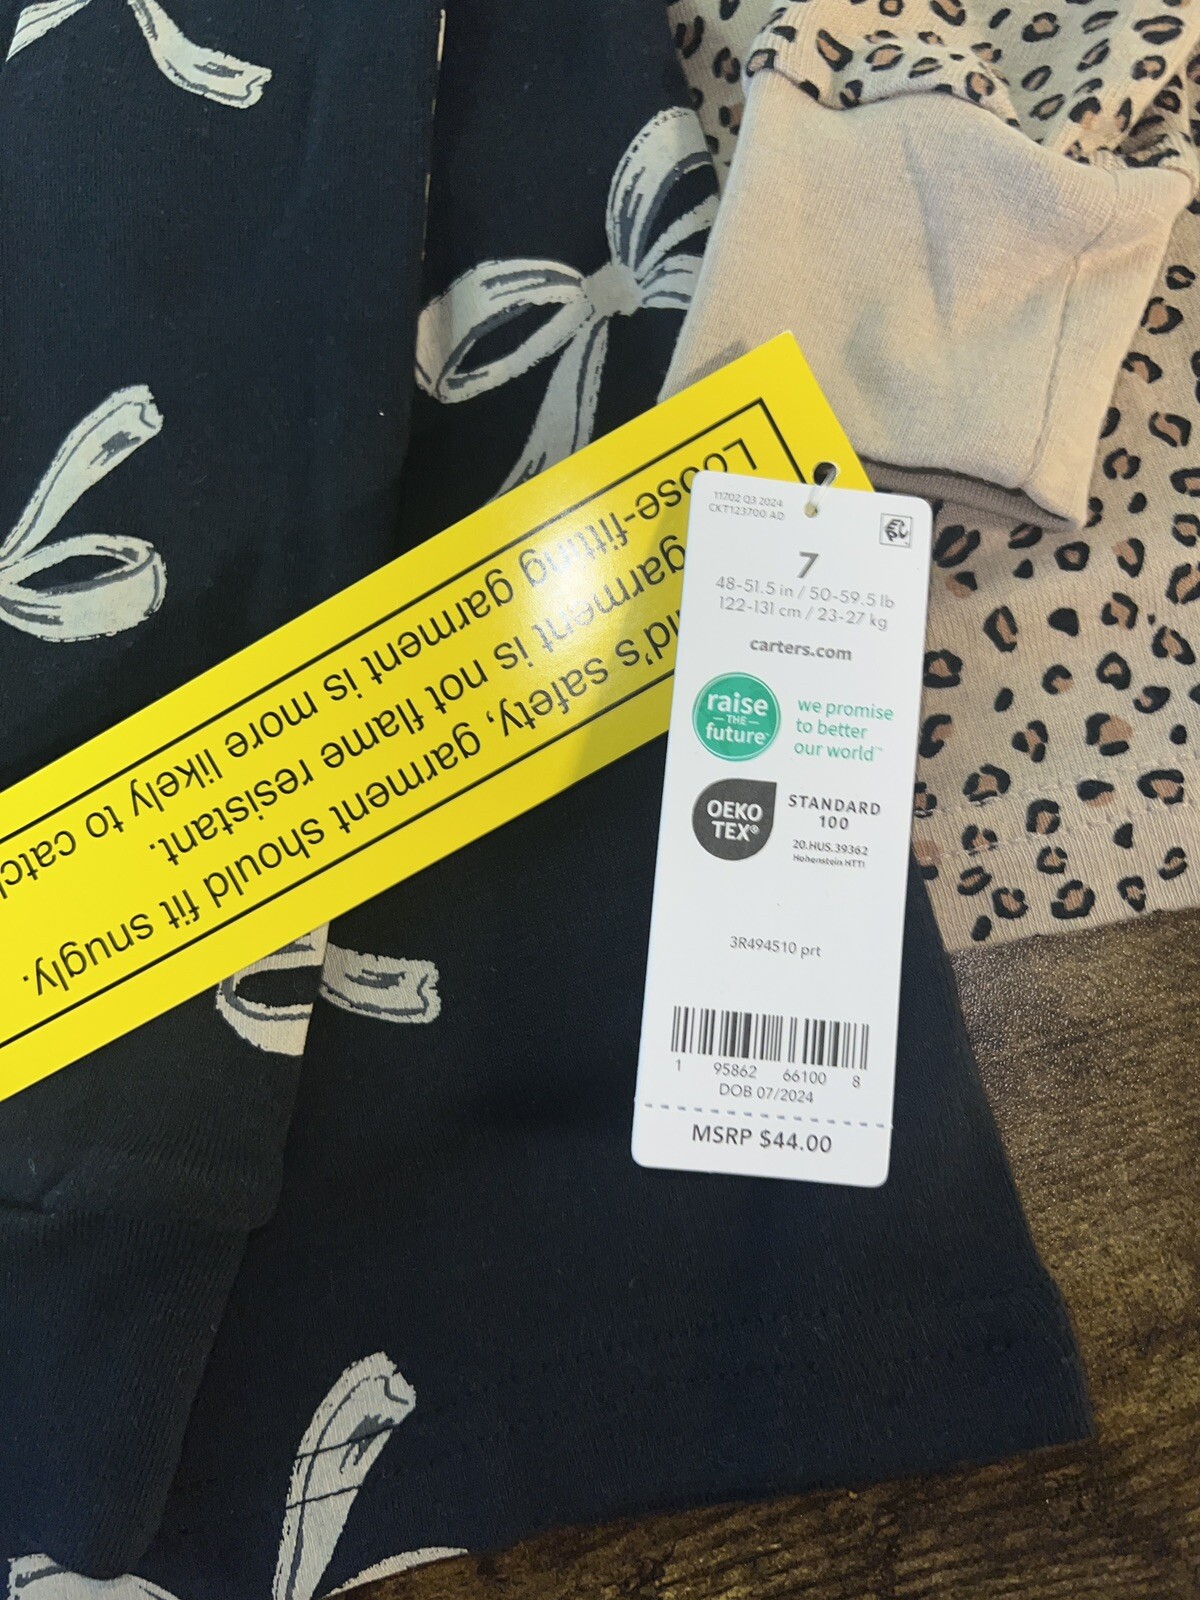 ld's safety, garment should fit snugly.
garment is not flame resistant.
Loose-fitting garment is more likely to catch
11702 Q3 2024
CKT123700 AD
7
48-51.5 in / 50-59.5 lb
122-131 cm / 23-27 kg
carters.com
raise
THE
future
we promise
to better
our world™
OEKO
TEX®
STANDARD
100
20.HUS.39362
Hohenstein HTTI
3R494510 prt
1 95862 66100 8
DOB 07/2024
MSRP $44.00